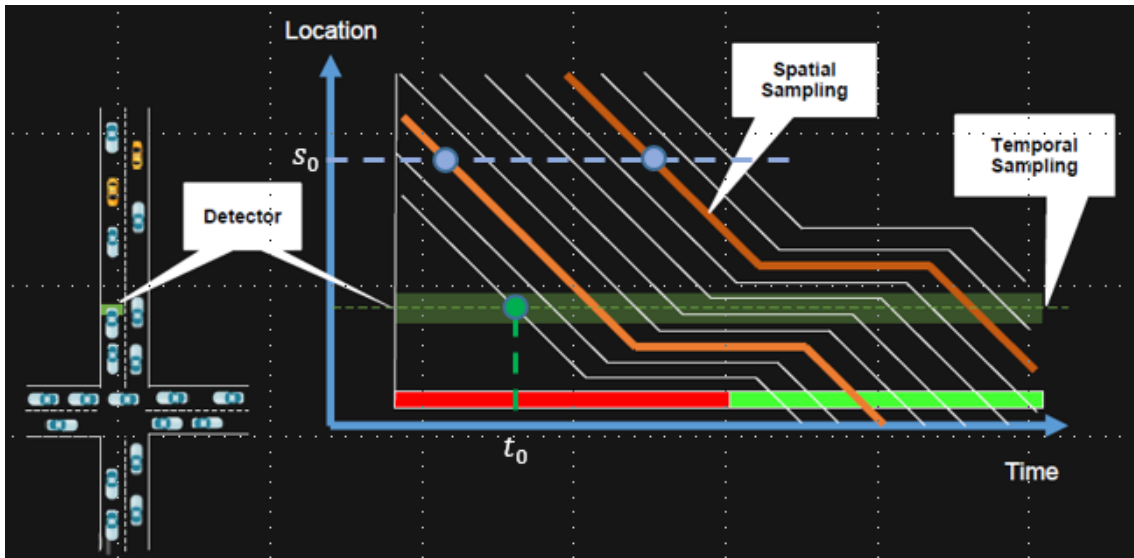 Location
Spatial
Sampling
Temporal
Sampling
s₀
Detector
t₀
Time